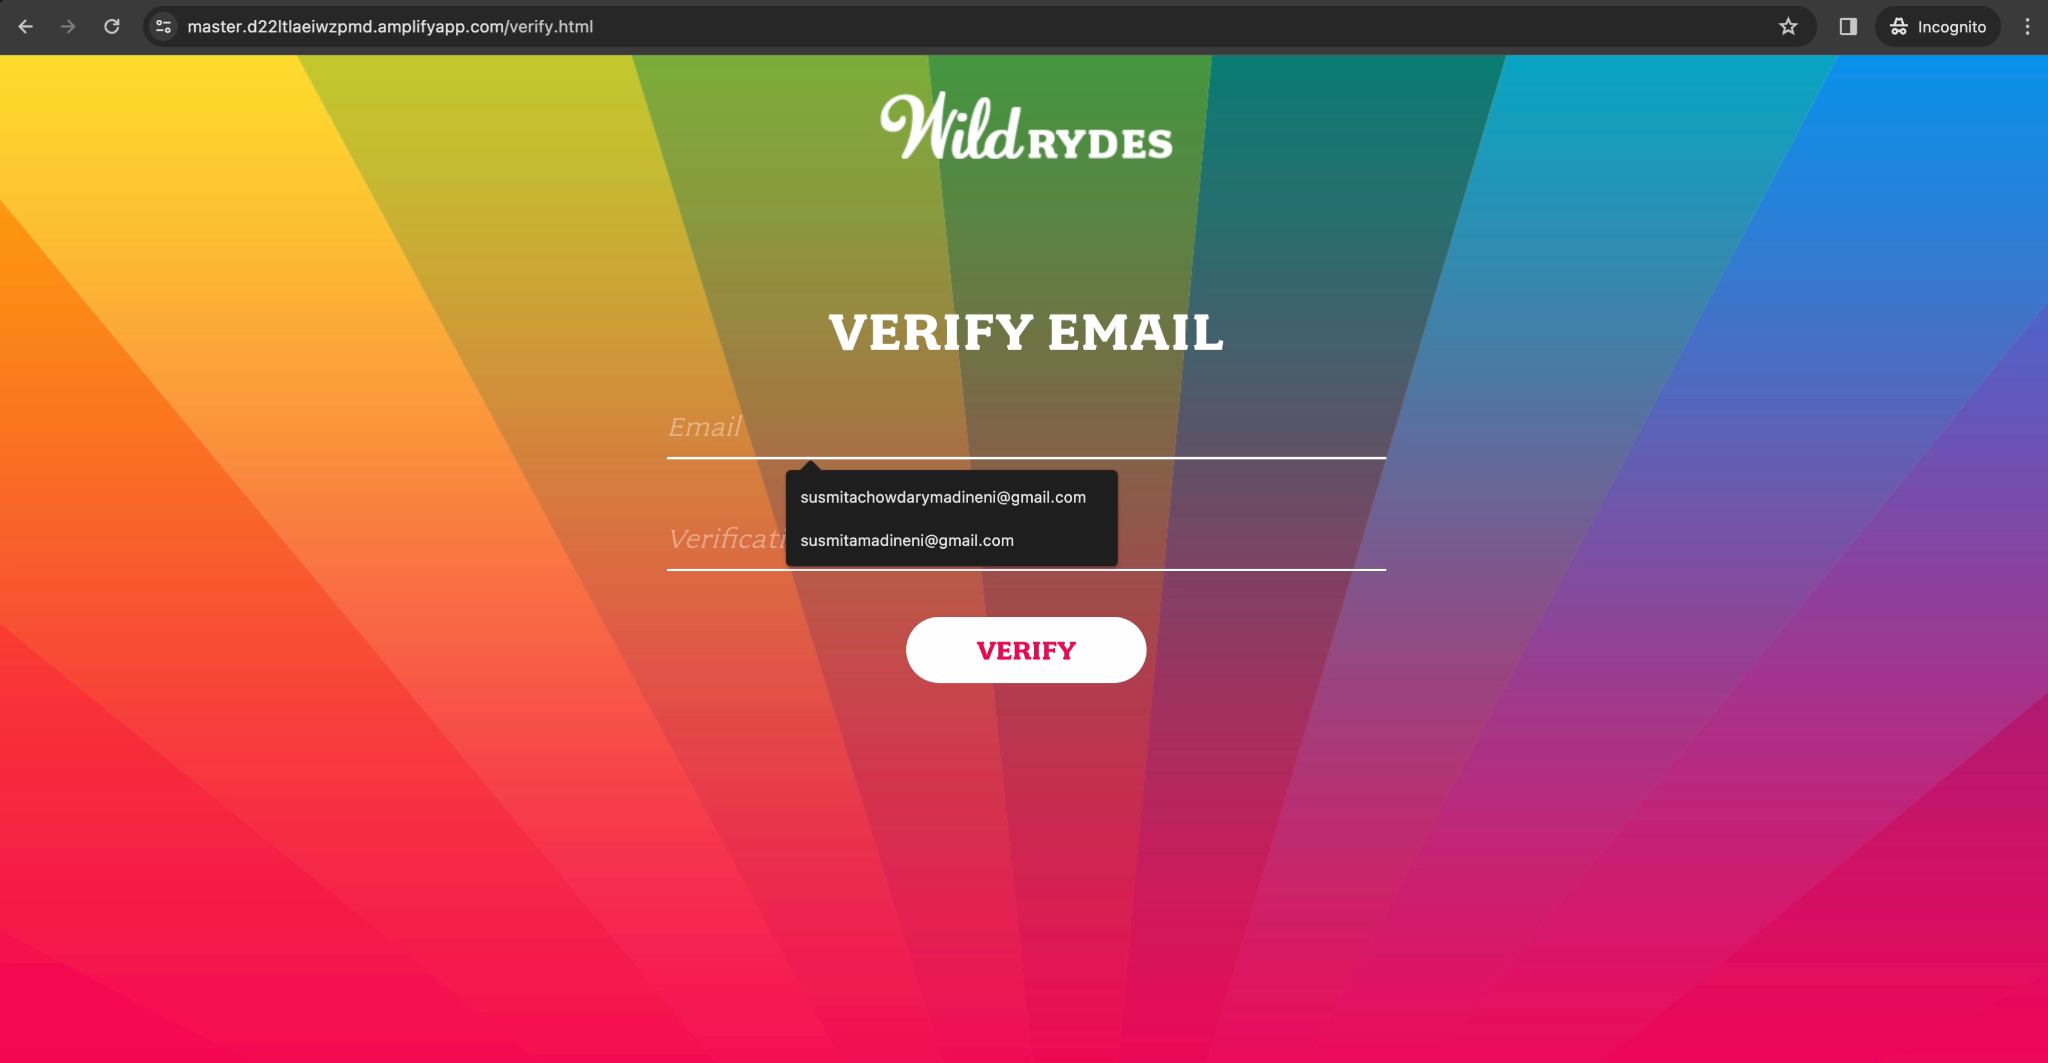 master.d22ltlaeiwzpmd.amplifyapp.com/verify.html
Incognito
Wild RYDES
VERIFY EMAIL
Email
susmitachowdarymadineni@gmail.com
Verificati
susmitamadineni@gmail.com
VERIFY